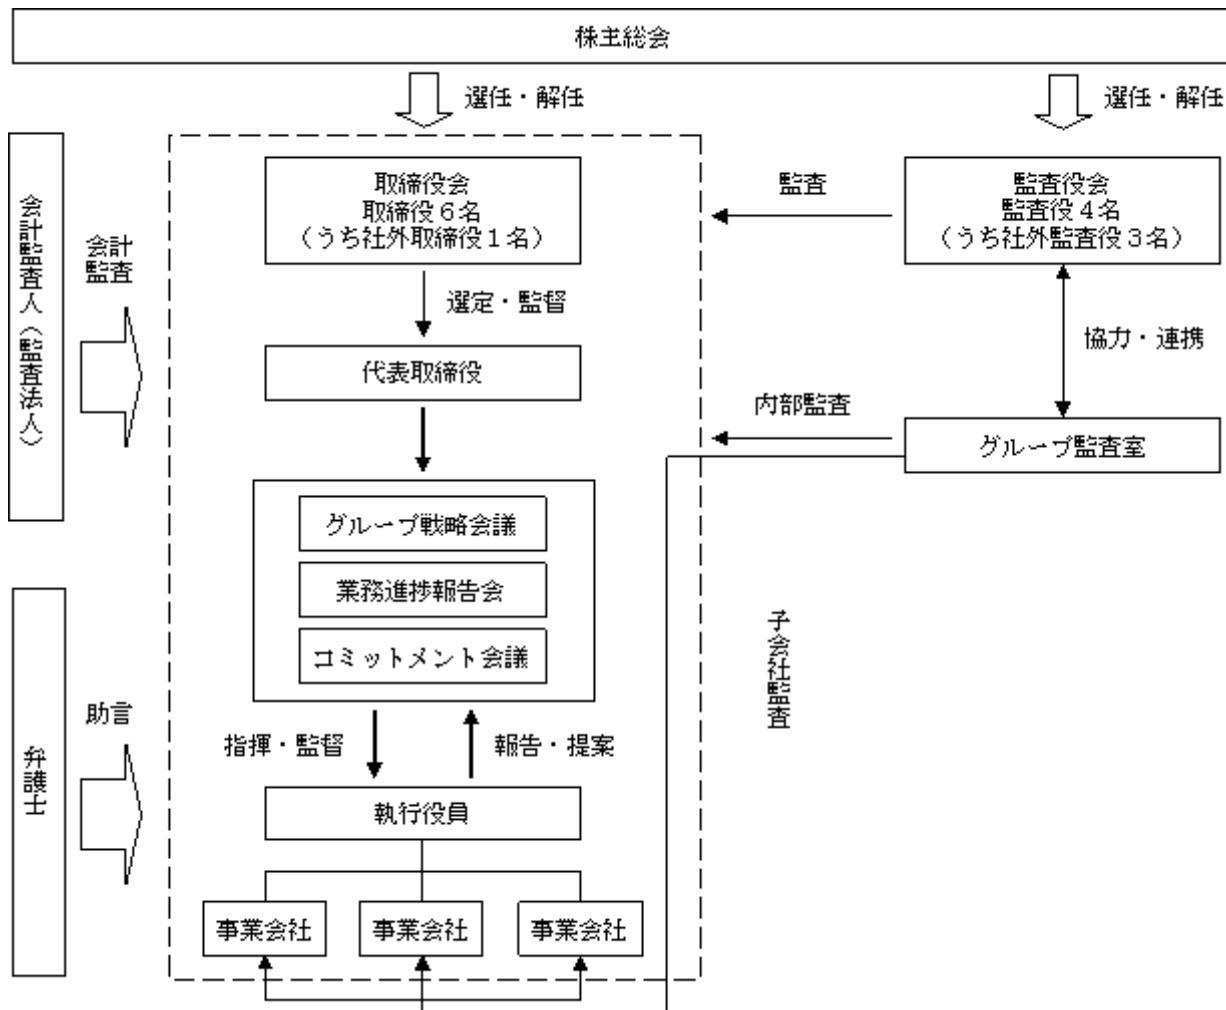 株主総会
選任・解任
選任・解任
取締役会
取締役6名
(うち社外取締役1名)
監査
監査役会
監査役4名
(うち社外監査役3名)
会計監査人(監査法人)
会計
監査
選定・監督
協力・連携
代表取締役
内部監査
グループ監査室
グループ戦略会議
業務進捗報告会
コミットメント会議
子会社監査
弁護士
助言
指揮・監督
報告・提案
執行役員
事業会社
事業会社
事業会社